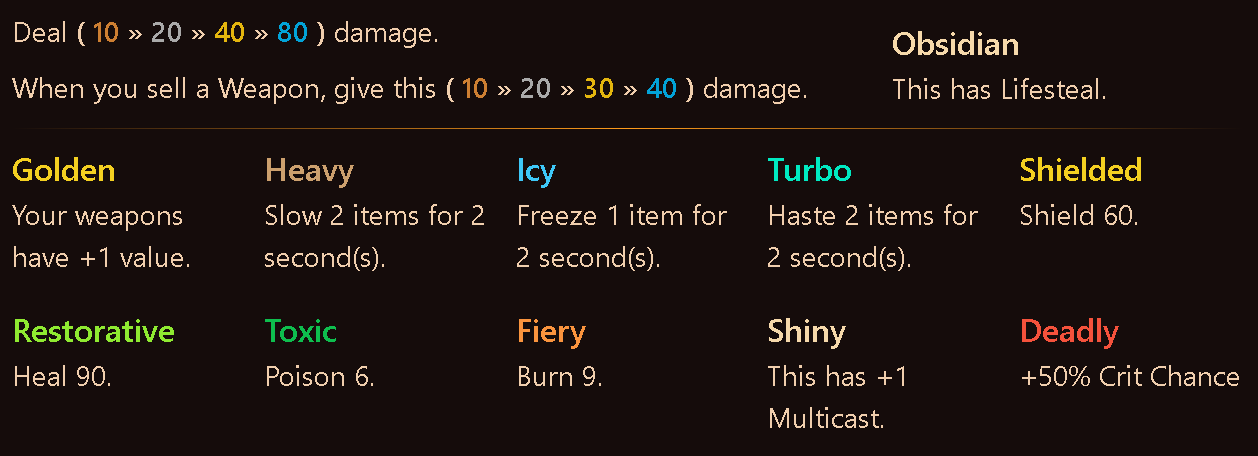 Deal ( 10 » 20 » 40 » 80 ) damage.
When you sell a Weapon, give this ( 10 » 20 » 30 » 40 ) damage.
Obsidian
This has Lifesteal.
Golden
Your weapons
have +1 value.
Heavy
Slow 2 items for 2
second(s).
Icy
Freeze 1 item for
2 second(s).
Turbo
Haste 2 items for
2 second(s).
Shielded
Shield 60.
Restorative
Heal 90.
Toxic
Poison 6.
Fiery
Burn 9.
Shiny
This has +1
Multicast.
Deadly
+50% Crit Chance